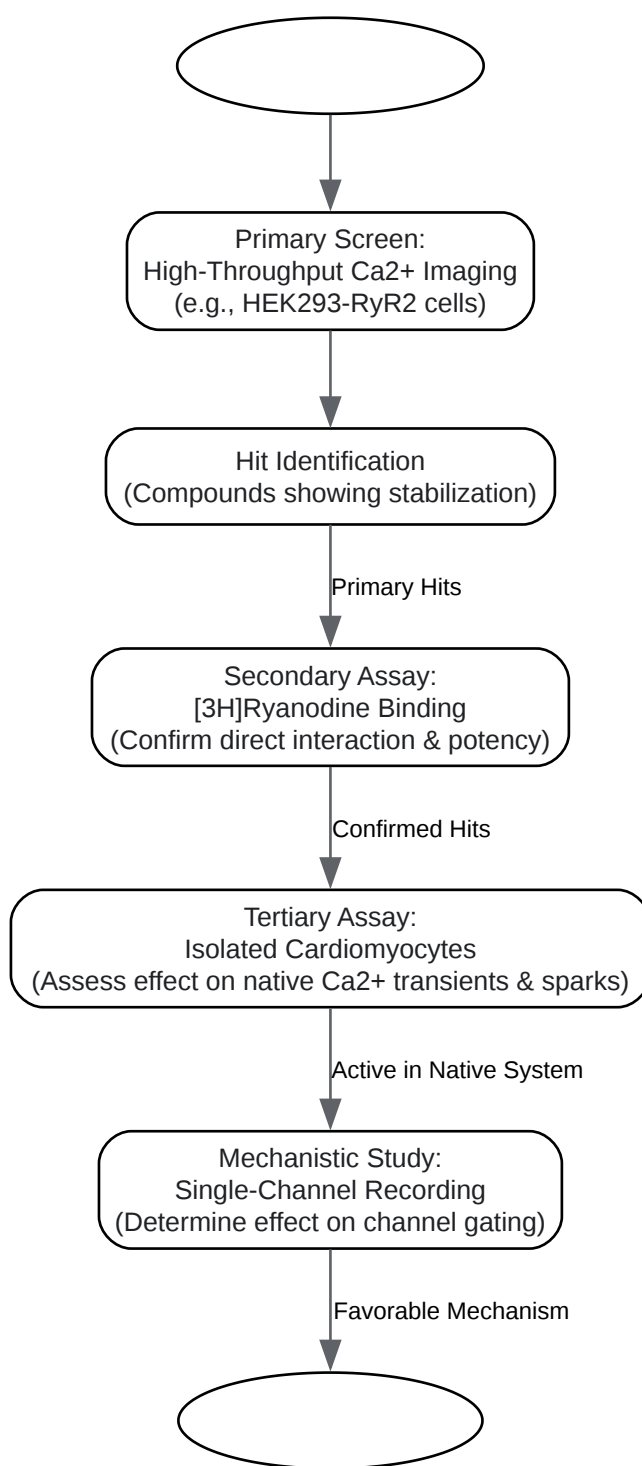 Primary Screen:
High-Throughput Ca2+ Imaging
(e.g., HEK293-RyR2 cells)
Hit Identification
(Compounds showing stabilization)
Primary Hits
Secondary Assay:
[3H]Ryanodine Binding
(Confirm direct interaction & potency)
Confirmed Hits
Tertiary Assay:
Isolated Cardiomyocytes
(Assess effect on native Ca2+ transients & sparks)
Active in Native System
Mechanistic Study:
Single-Channel Recording
(Determine effect on channel gating)
Favorable Mechanism